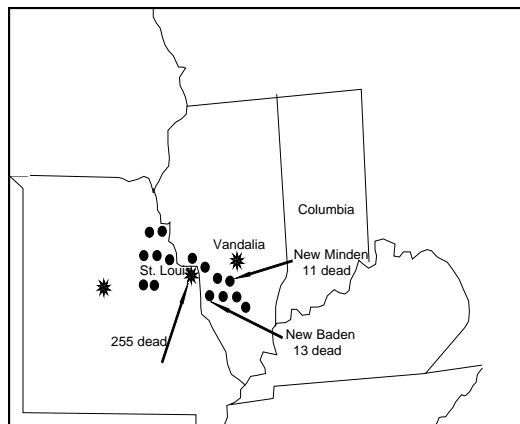 Columbia
Vandalia
New Minden
11 dead
St. Louis
255 dead
New Baden
13 dead